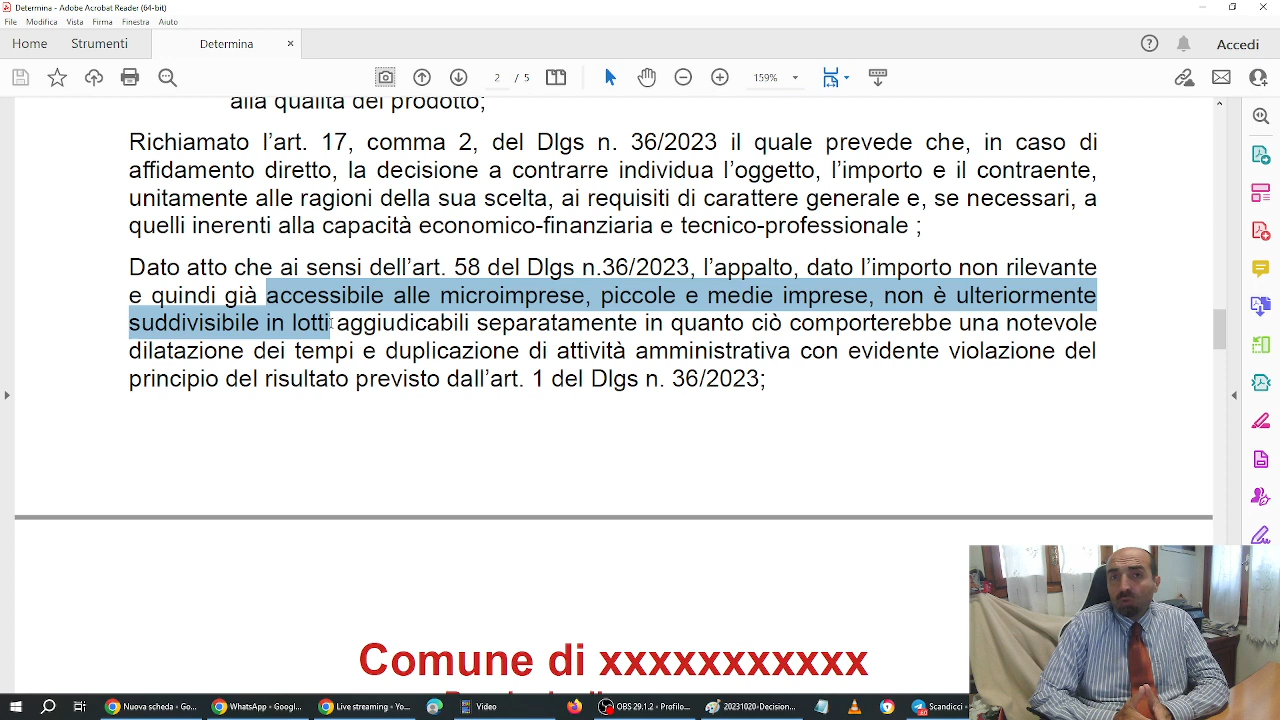 Determina - Adobe Acrobat Reader (64-bit)
File Modifica Vista Firma Finestra Aiuto
Home Strumenti Determina × Accedi
2 / 5 159%
alla qualità del prodotto;
Richiamato l’art. 17, comma 2, del Dlgs n. 36/2023 il quale prevede che, in caso di
affidamento diretto, la decisione a contrarre individua l’oggetto, l’importo e il contraente,
unitamente alle ragioni della sua scelta, ai requisiti di carattere generale e, se necessari, a
quelli inerenti alla capacità economico-finanziaria e tecnico-professionale ;
Dato atto che ai sensi dell’art. 58 del Dlgs n.36/2023, l’appalto, dato l’importo non rilevante
e quindi già accessibile alle microimprese, piccole e medie imprese, non è ulteriormente
suddivisibile in lotti aggiudicabili separatamente in quanto ciò comporterebbe una notevole
dilatazione dei tempi e duplicazione di attività amministrativa con evidente violazione del
principio del risultato previsto dall’art. 1 del Dlgs n. 36/2023;
Comune di xxxxxxxxxxx
Nuova scheda - Go... WhatsApp - Googl... Live streaming - Yo... Video OBS 29.1.2 - Profilo... 20231020-Decision... Candicci ·